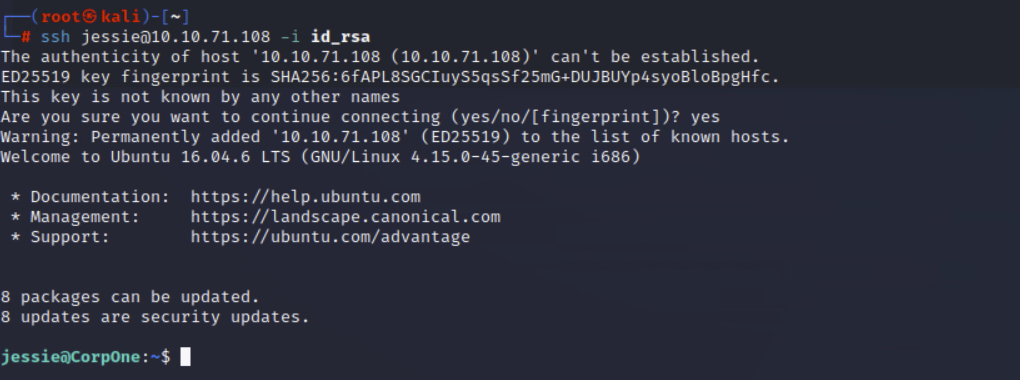 ┌──(root㉿kali)-[~]
└─# ssh jessie@10.10.71.108 -i id_rsa
The authenticity of host '10.10.71.108 (10.10.71.108)' can't be established.
ED25519 key fingerprint is SHA256:6fAPL8SGCIuyS5qsSf25mG+DUJBUYp4syoBloBpgHfc.
This key is not known by any other names
Are you sure you want to continue connecting (yes/no/[fingerprint])? yes
Warning: Permanently added '10.10.71.108' (ED25519) to the list of known hosts.
Welcome to Ubuntu 16.04.6 LTS (GNU/Linux 4.15.0-45-generic i686)
* Documentation:  https://help.ubuntu.com
* Management:     https://landscape.canonical.com
* Support:        https://ubuntu.com/advantage
8 packages can be updated.
8 updates are security updates.
jessie@CorpOne:~$